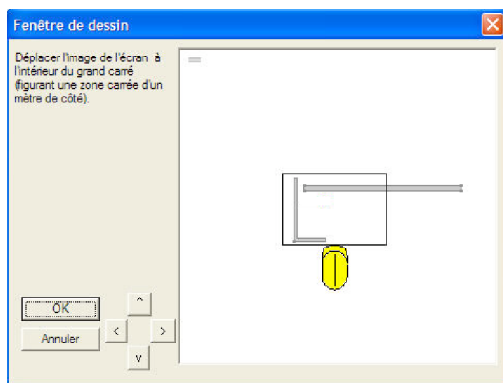 Fenêtre de dessin
Déplacer l'image de l'écran à
l'intérieur du grand carré
(figurant une zone carrée d'un
mètre de côté).
OK
Annuler
^
<
>
v